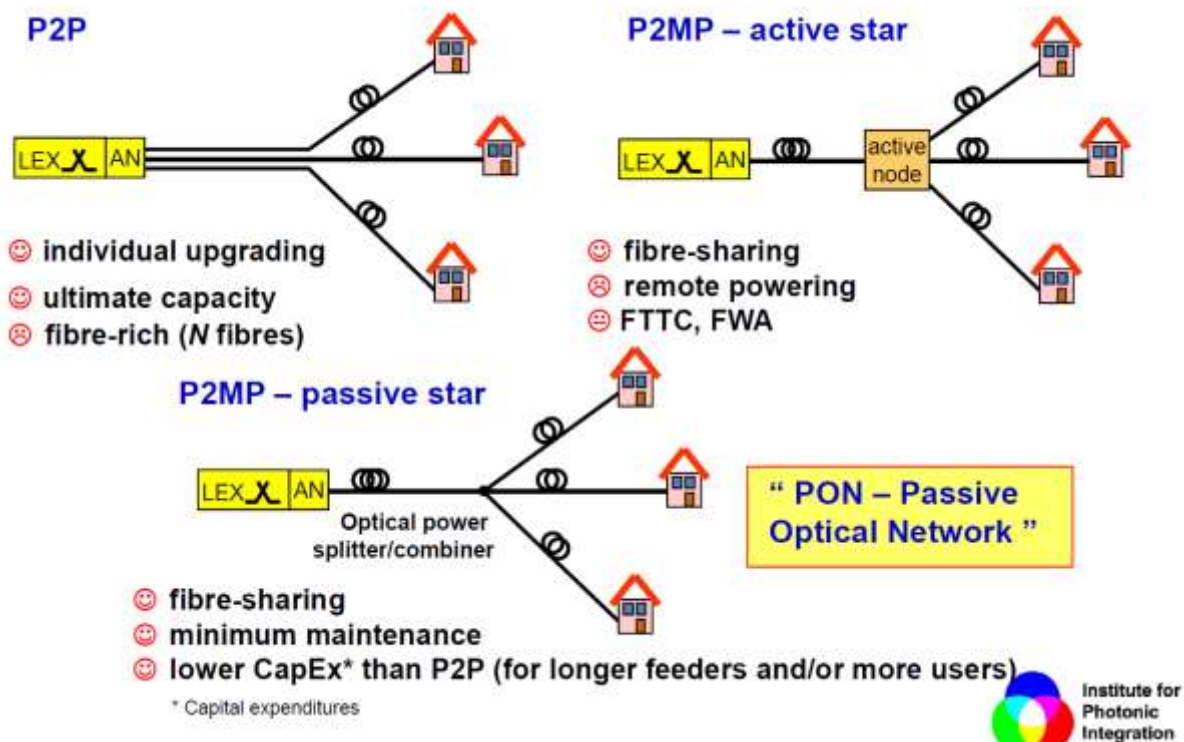 P2P
LEX AN
☺ individual upgrading
☺ ultimate capacity
☹ fibre-rich (N fibres)
P2MP – active star
LEX AN
active
node
☺ fibre-sharing
☹ remote powering
😐 FTTC, FWA
P2MP – passive star
LEX AN
Optical power
splitter/combiner
“ PON – Passive
Optical Network ”
☺ fibre-sharing
☺ minimum maintenance
☺ lower CapEx* than P2P (for longer feeders and/or more users)
* Capital expenditures
Institute for
Photonic
Integration